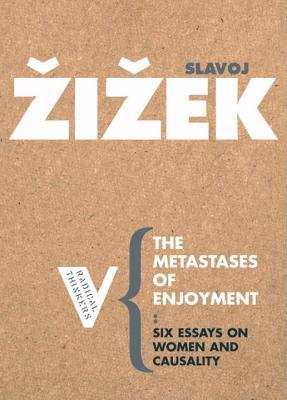 SLAVOJ
ŽIŽEK
THE
METASTASES
OF
ENJOYMENT
SIX ESSAYS ON
WOMEN AND
CAUSALITY
V
RADICAL
THINKERS